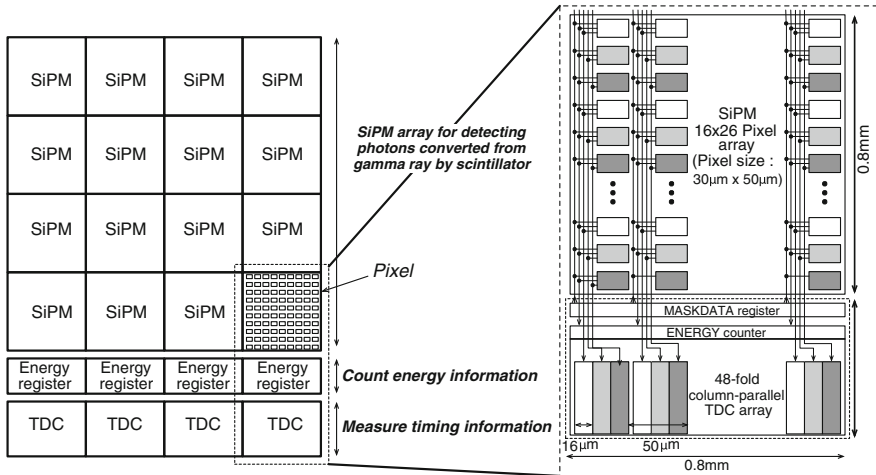 SiPM SiPM SiPM SiPM
SiPM SiPM SiPM SiPM
SiPM SiPM SiPM SiPM
SiPM SiPM SiPM
Energy register Energy register Energy register Energy register
TDC TDC TDC TDC
SiPM array for detecting
photons converted from
gamma ray by scintillator
Pixel
Count energy information
Measure timing information
SiPM
16x26 Pixel
array
(Pixel size :
30μm x 50μm)
0.8mm
MASKDATA register
ENERGY counter
48-fold
column-parallel
TDC array
16μm
50μm
0.8mm